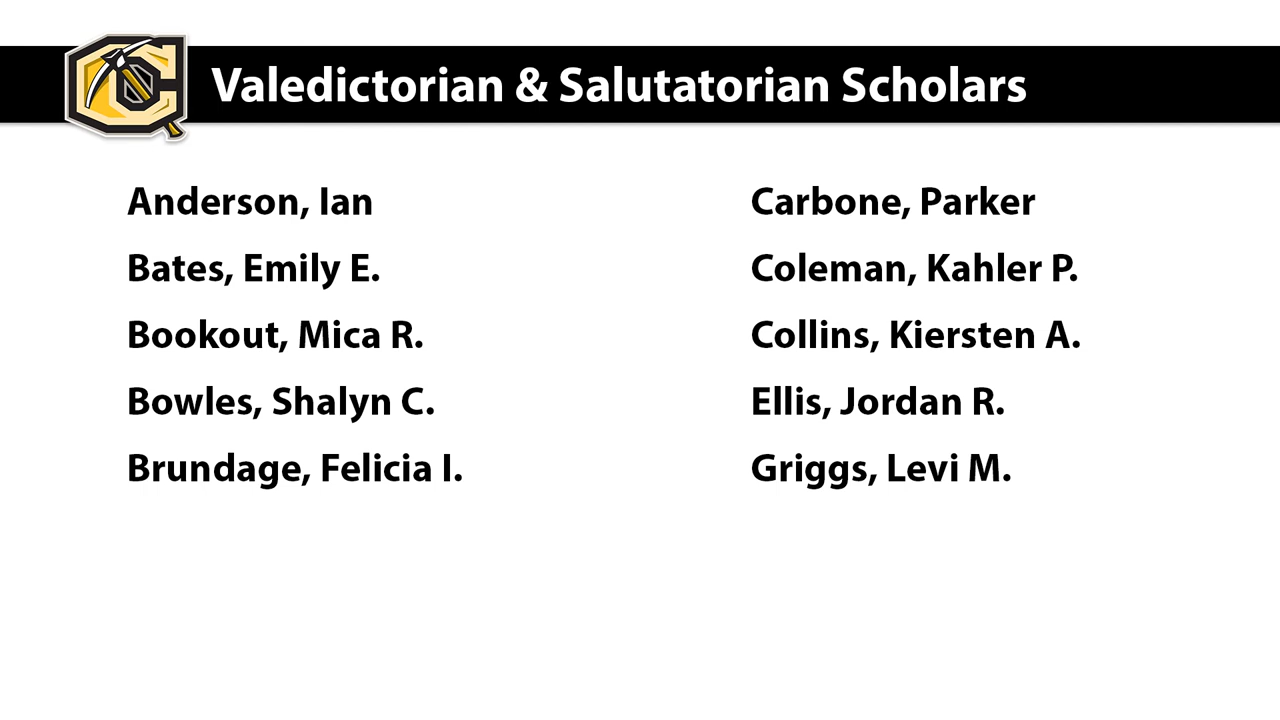 Valedictorian & Salutatorian Scholars
Anderson, Ian
Bates, Emily E.
Bookout, Mica R.
Bowles, Shalyn C.
Brundage, Felicia I.
Carbone, Parker
Coleman, Kahler P.
Collins, Kiersten A.
Ellis, Jordan R.
Griggs, Levi M.